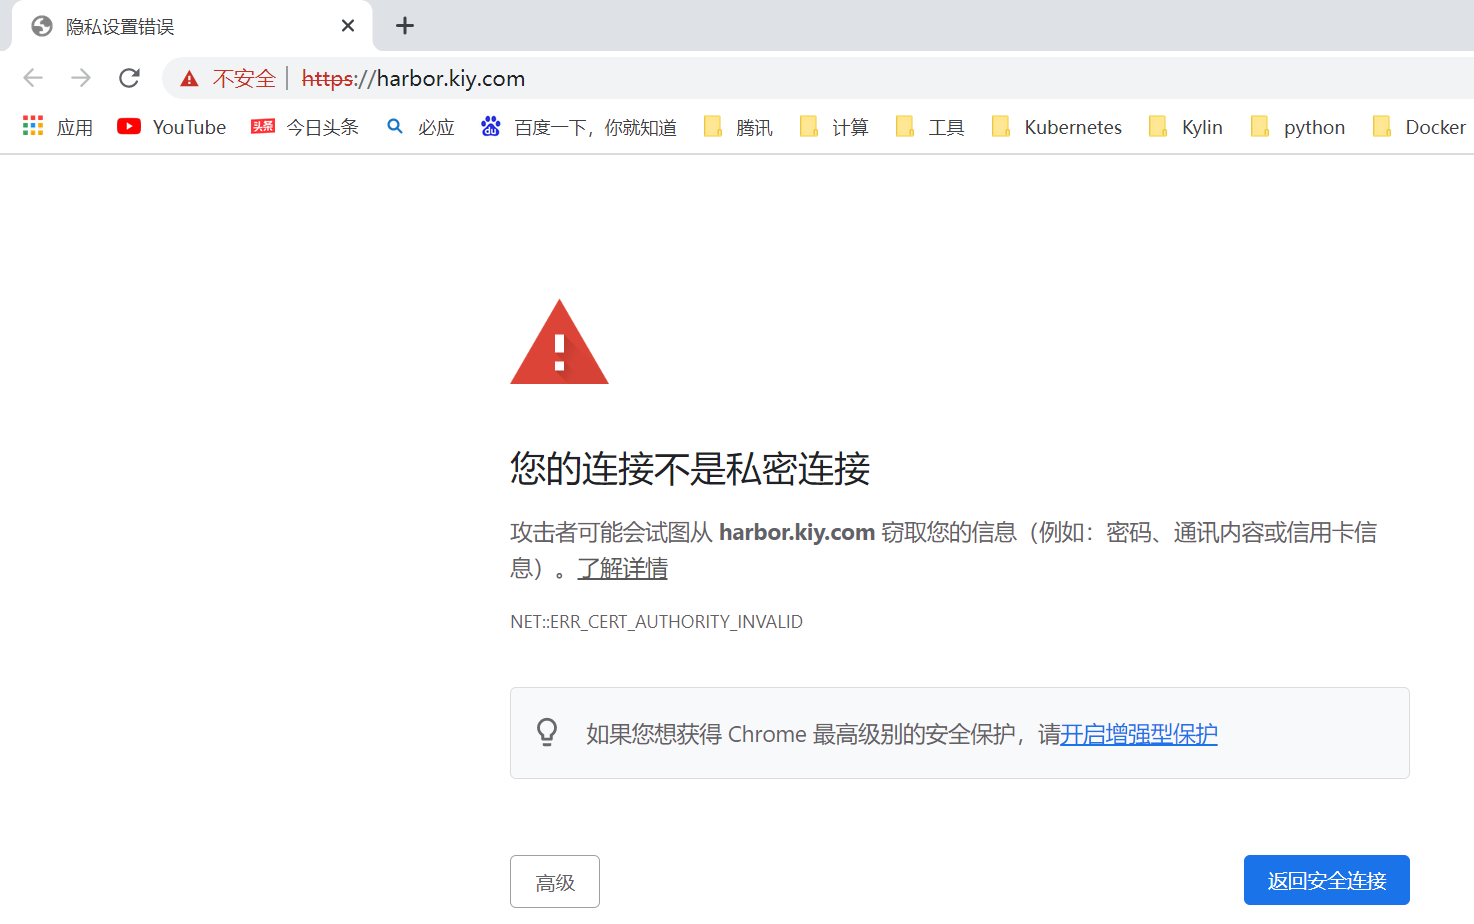 隐私设置错误
不安全 | https://harbor.kiy.com
应用 YouTube 头条 今日头条 必应 du 百度一下，你就知道 腾讯 计算 工具 Kubernetes Kylin python Docker
您的连接不是私密连接
攻击者可能会试图从 harbor.kiy.com 窃取您的信息（例如：密码、通讯内容或信用卡信
息）。了解详情
NET::ERR_CERT_AUTHORITY_INVALID
如果您想获得 Chrome 最高级别的安全保护，请开启增强型保护
高级 返回安全连接